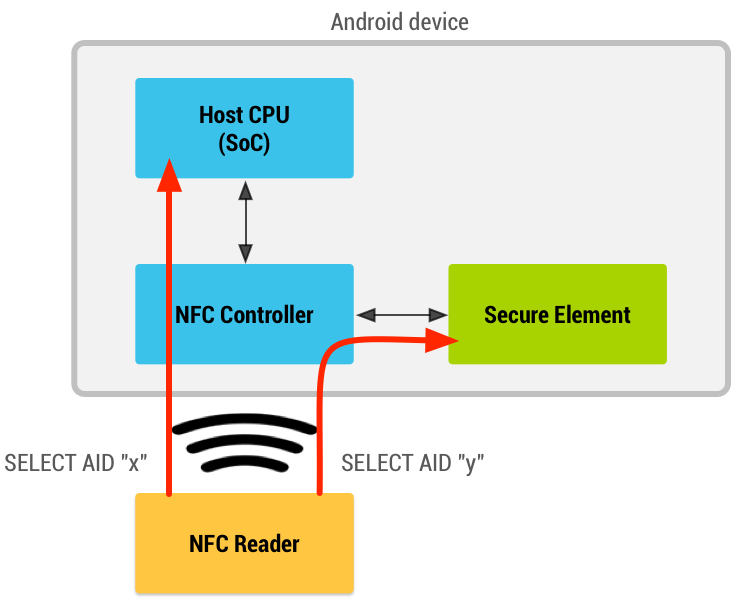 Android device
Host CPU
(SoC)
NFC Controller
Secure Element
SELECT AID "x"
SELECT AID "y"
NFC Reader